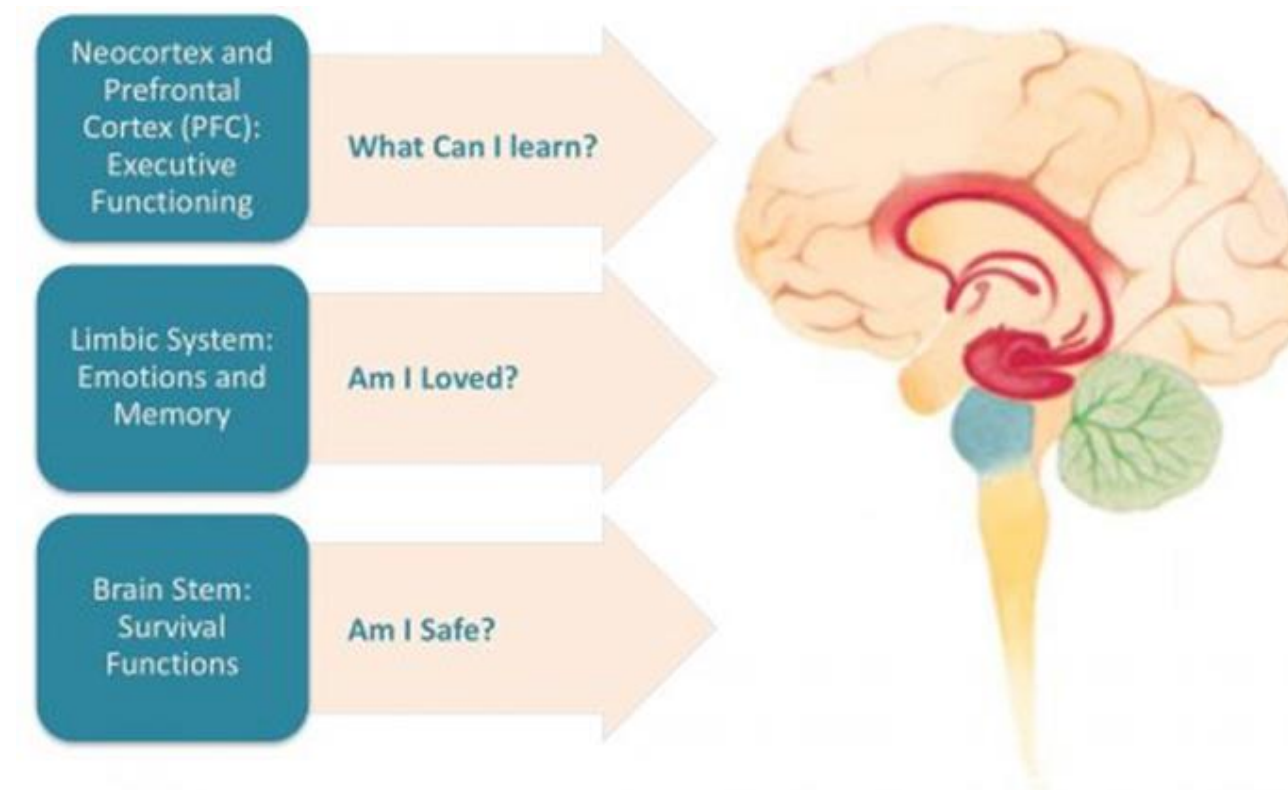 Neocortex and
Prefrontal
Cortex (PFC):
Executive
Functioning
What Can I learn?
Limbic System:
Emotions and
Memory
Am I Loved?
Brain Stem:
Survival
Functions
Am I Safe?